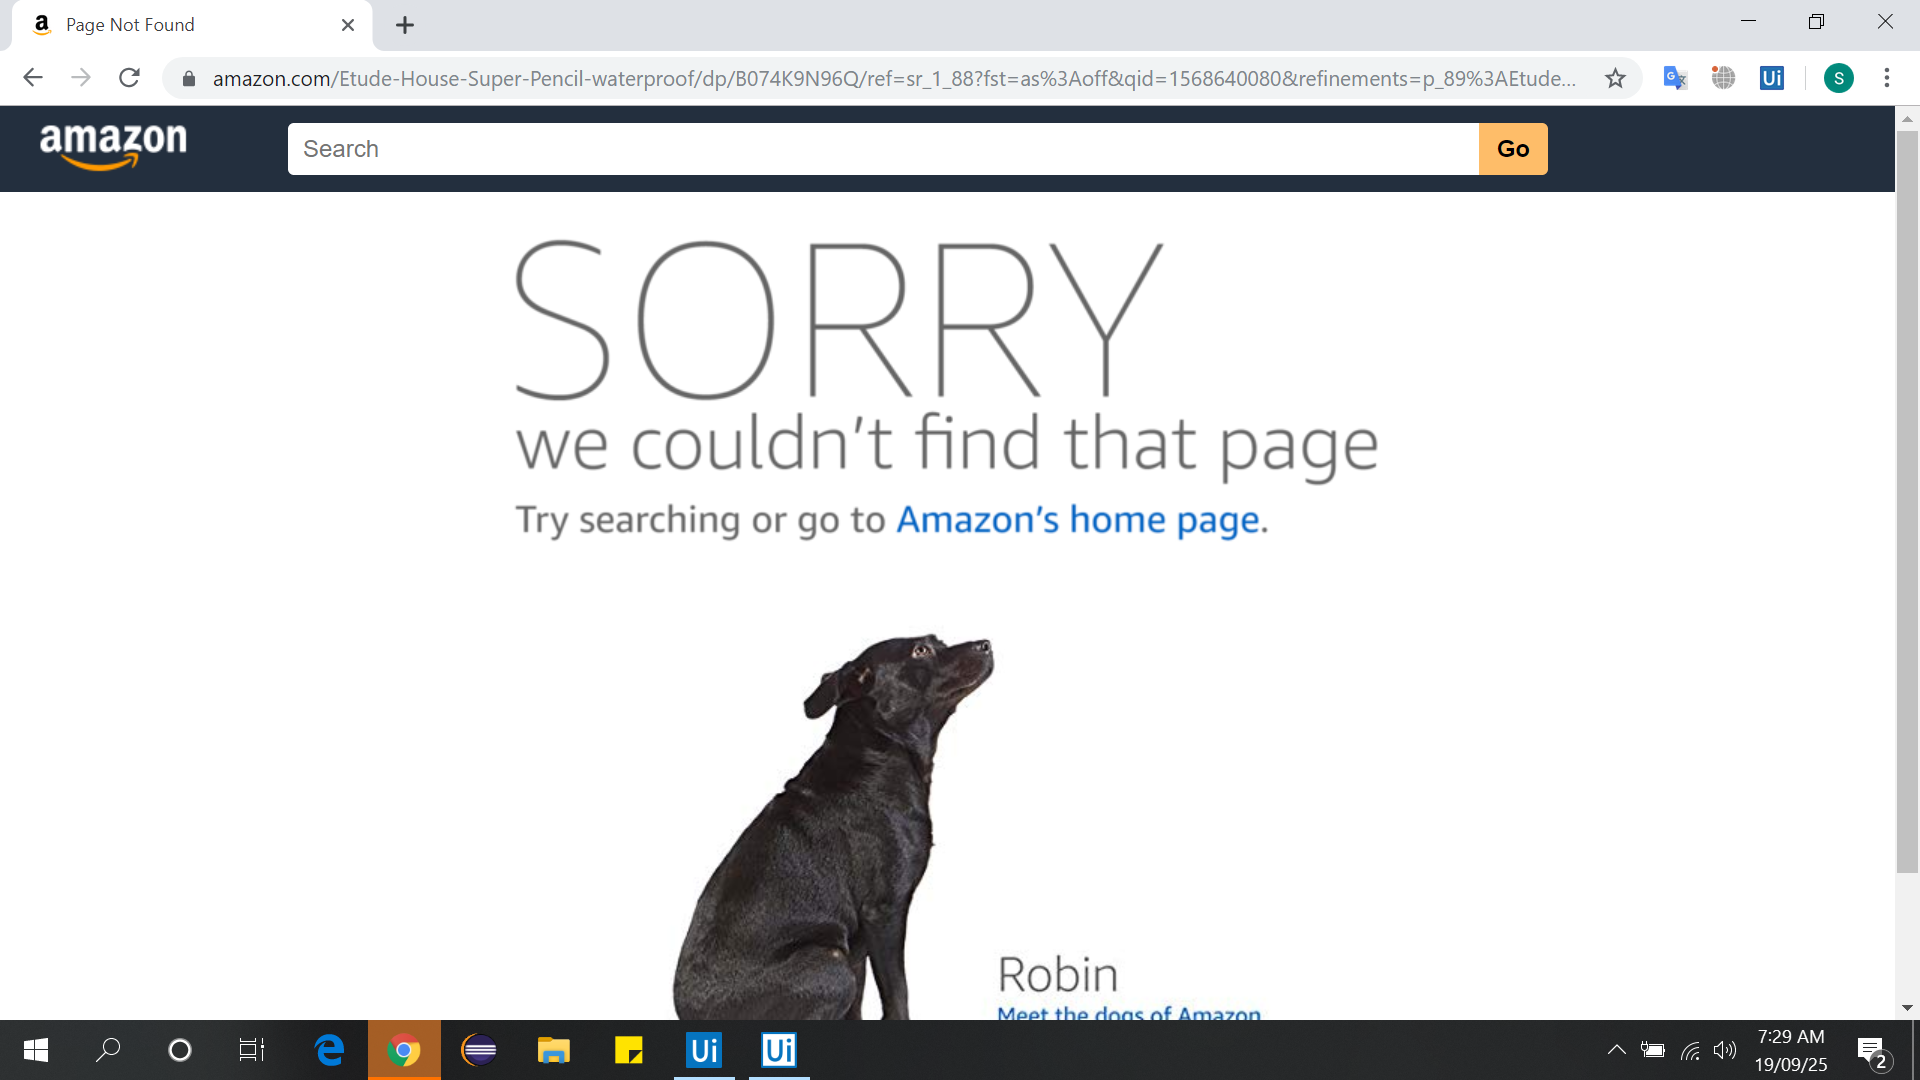 Page Not Found
amazon.com/Etude-House-Super-Pencil-waterproof/dp/B074K9N96Q/ref=sr_1_88?fst=as%3Aoff&qid=1568640080&refinements=p_89%3AEtude...
S
amazon
Search
Go
SORRY
we couldn't find that page
Try searching or go to Amazon's home page.
Robin
Meet the dogs of Amazon
Ui
Ui
7:29 AM
19/09/25
2